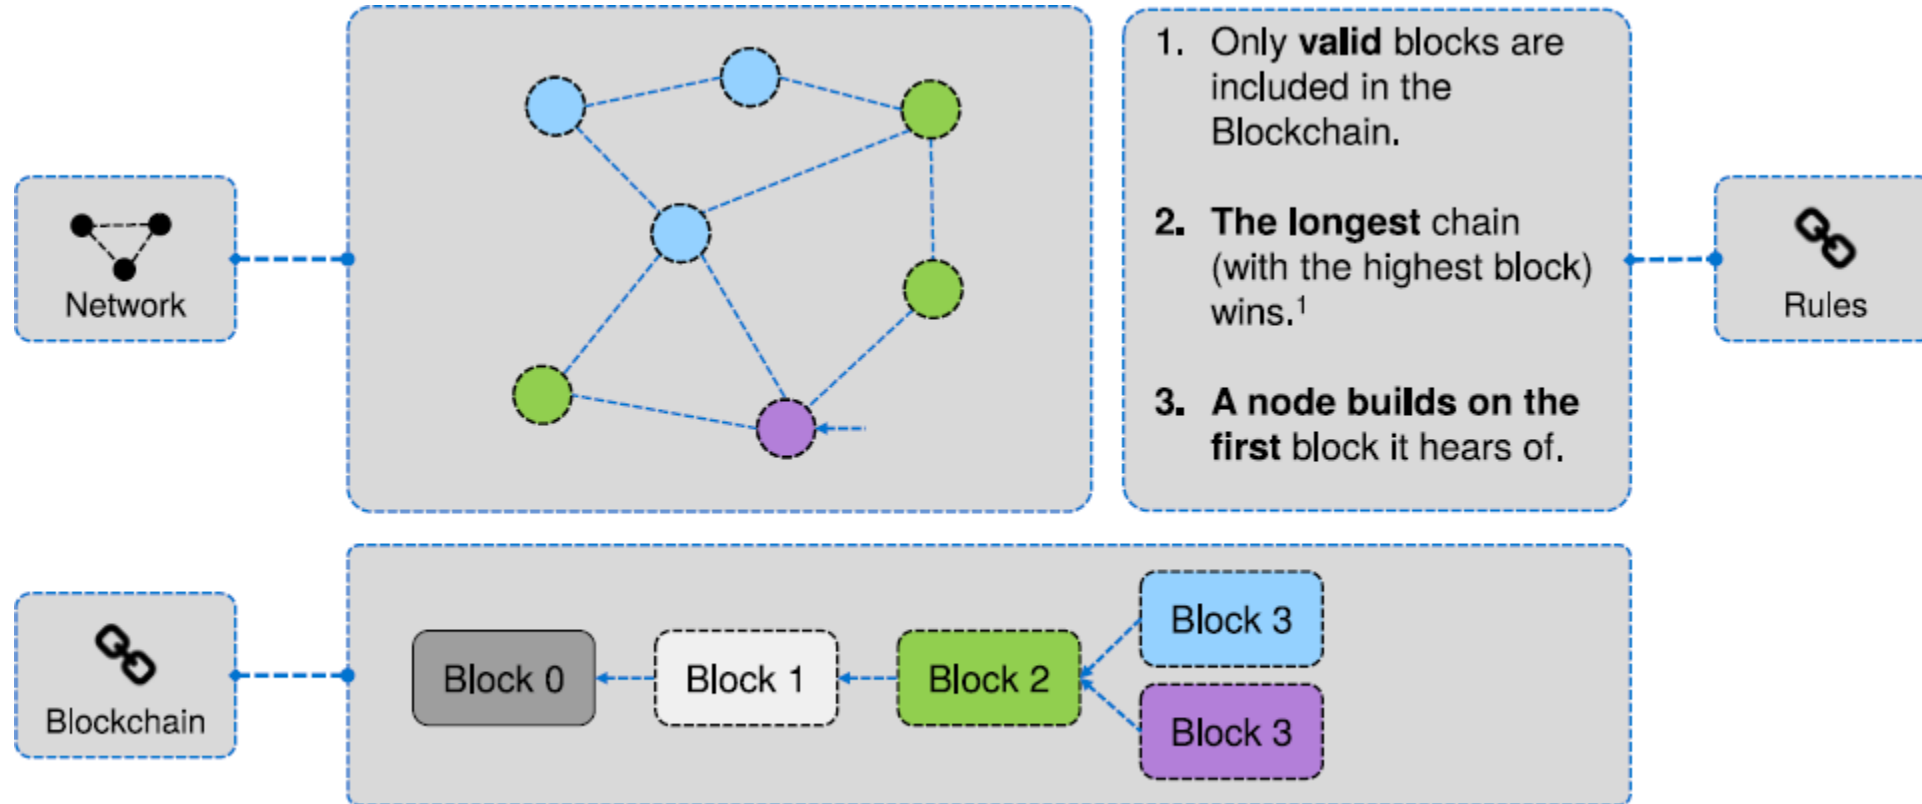 Network
1. Only valid blocks are
included in the
Blockchain.
2. The longest chain
(with the highest block)
wins.¹
3. A node builds on the
first block it hears of.
Rules
Blockchain
Block 0
Block 1
Block 2
Block 3
Block 3